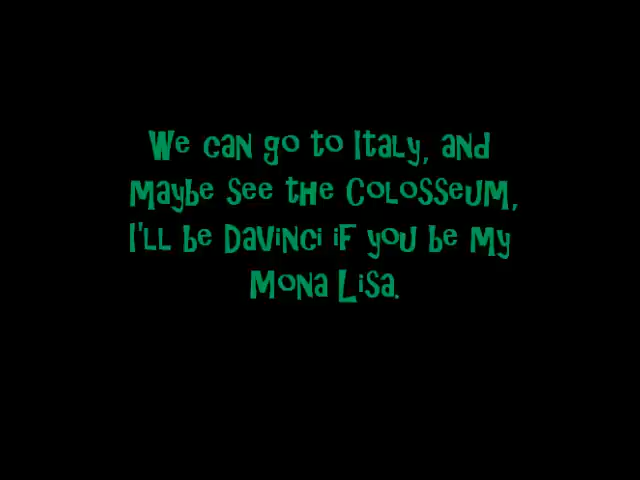 We can go to Italy, and
maybe see the Colosseum,
I'll be DaVinci if you be my
Mona Lisa.